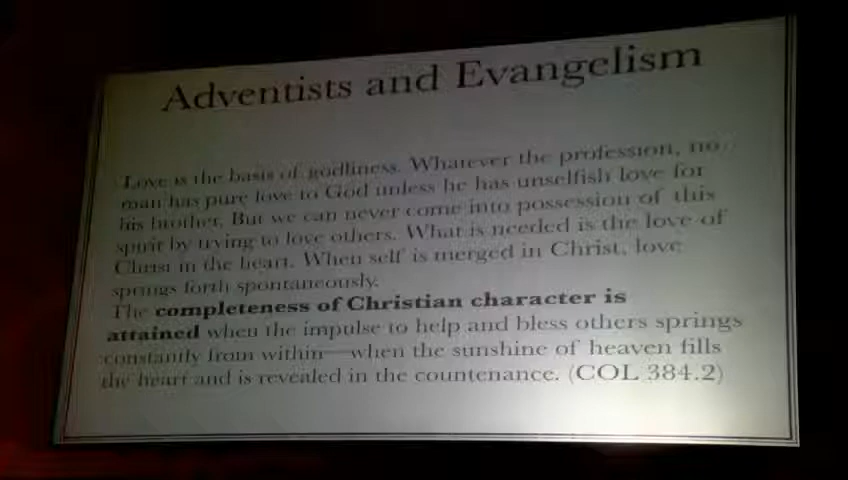 Adventists and Evangelism
Love is the basis of godliness. Whatever the profession, no
man has pure love to God unless he has unselfish love for
his brother. But we can never come into possession of this
spirit by trying to love others. What is needed is the love of
Christ in the heart. When self is merged in Christ, love
springs forth spontaneously.
The completeness of Christian character is
attained when the impulse to help and bless others springs
constantly from within—when the sunshine of heaven fills
the heart and is revealed in the countenance. (COL 384.2)